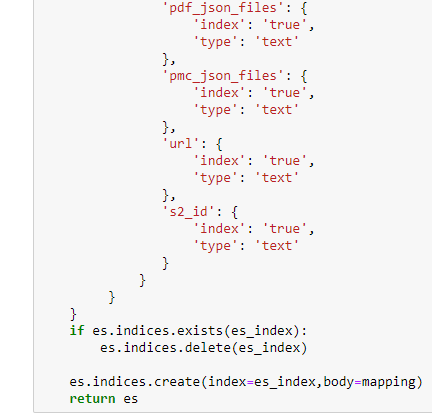 'pdf_json_files': {
'index': 'true',
'type': 'text'
},
'pmc_json_files': {
'index': 'true',
'type': 'text'
},
'url': {
'index': 'true',
'type': 'text'
},
's2_id': {
'index': 'true',
'type': 'text'
}
}
}
}
if es.indices.exists(es_index):
es.indices.delete(es_index)
es.indices.create(index=es_index,body=mapping)
return es